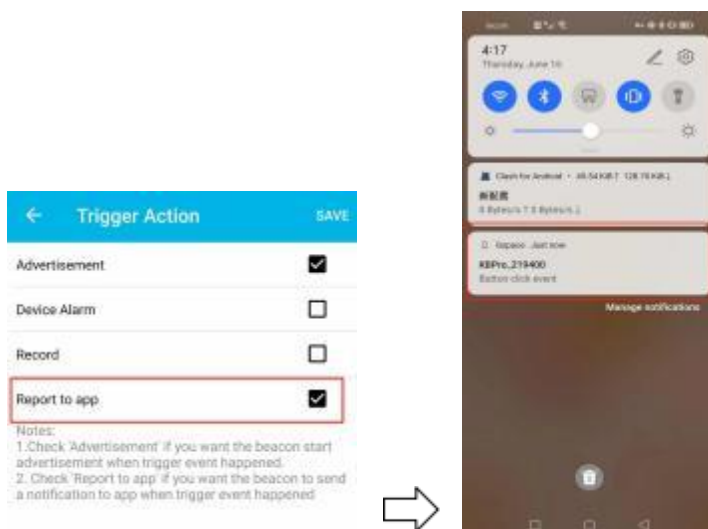 Trigger Action
SAVE
Advertisement
Device Alarm
Record
Report to app
Notes:
1.Check 'Advertisement' if you want the beacon start
advertisement when trigger event happened.
2. Check 'Report to app' if you want the beacon to send
a notification to app when trigger event happened
4:17
Thursday, June 16
Clash for Android
新配置
Just now
KBPro_219400
Button click event
Manage notifications